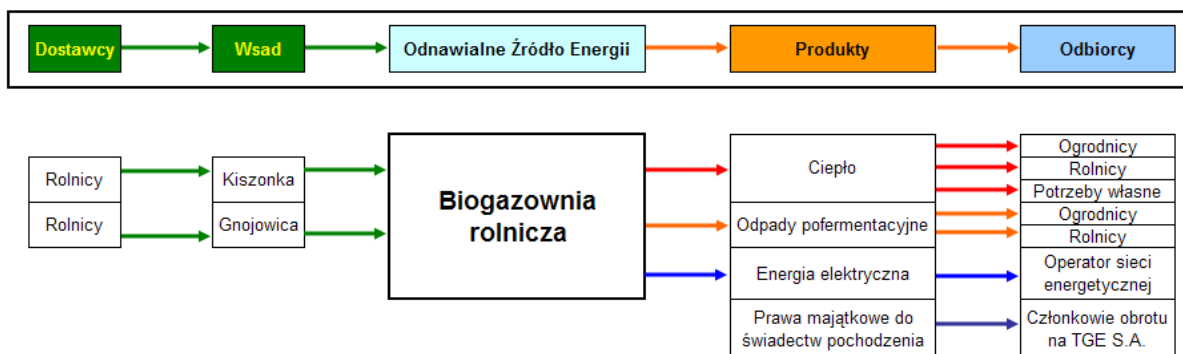 Dostawcy
Wsad
Odnawialne Źródło Energii
Produkty
Odbiorcy
Rolnicy
Kiszonka
Rolnicy
Gnojowica
Biogazownia
rolnicza
Ciepło
Ogrodnicy
Rolnicy
Potrzeby własne
Odpady pofermentacyjne
Ogrodnicy
Rolnicy
Energia elektryczna
Operator sieci
energetycznej
Prawa majątkowe do
świadectw pochodzenia
Członkowie obrotu
na TGE S.A.